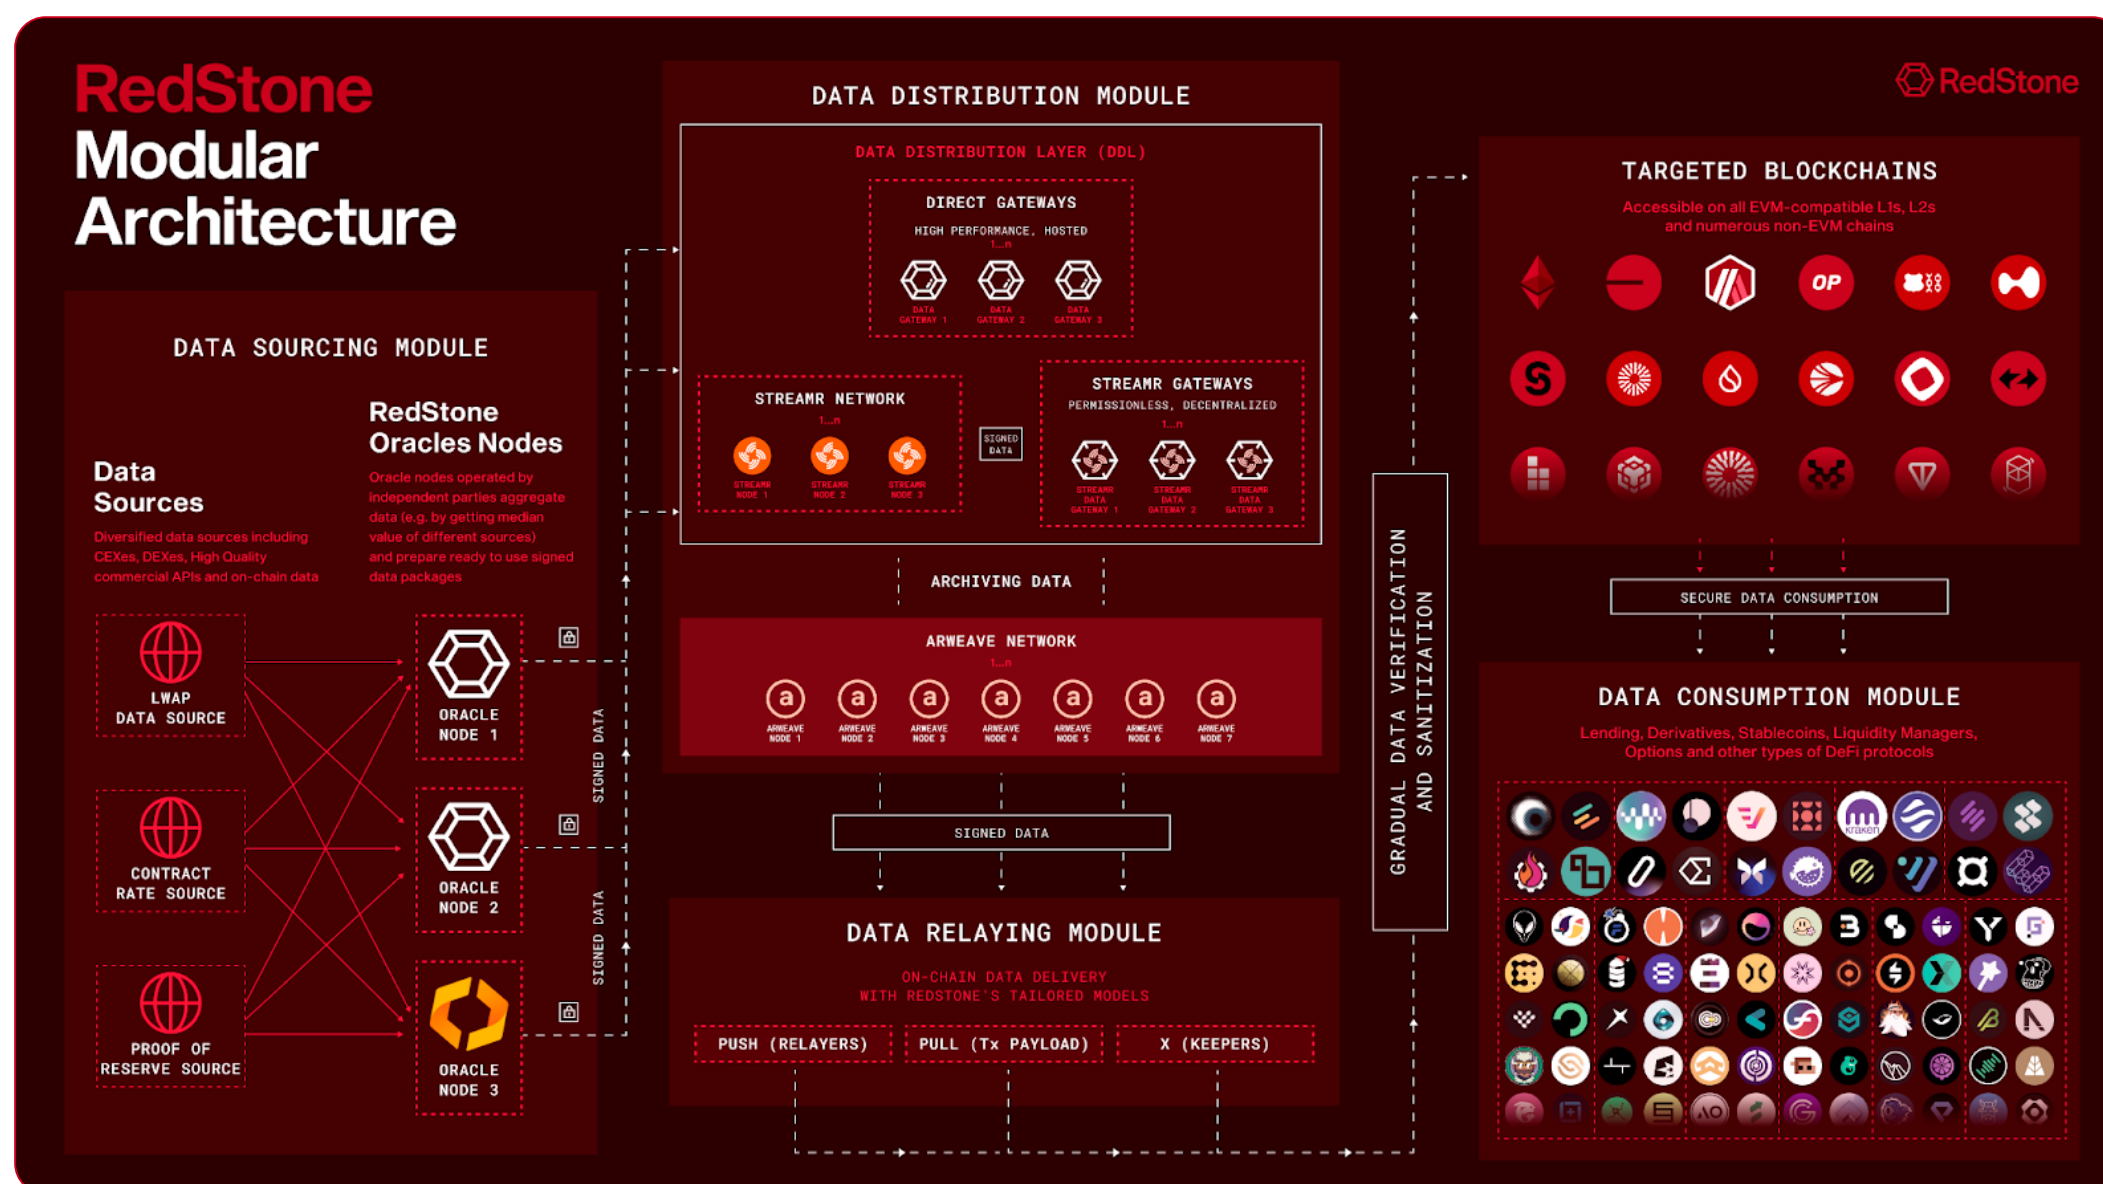 RedStone
Modular
Architecture
RedStone
DATA SOURCING MODULE
Data
Sources
Diversified data sources including
CEXes, DEXes, High Quality
commercial APIs and on-chain data
RedStone
Oracles Nodes
Oracle nodes operated by
independent parties aggregate
data (e.g. by getting median
value of different sources)
and prepare ready to use signed
data packages
LWAP
DATA SOURCE
CONTRACT
RATE SOURCE
PROOF OF
RESERVE SOURCE
ORACLE
NODE 1
ORACLE
NODE 2
ORACLE
NODE 3
SIGNED DATA
SIGNED DATA
DATA DISTRIBUTION MODULE
DATA DISTRIBUTION LAYER (DDL)
DIRECT GATEWAYS
HIGH PERFORMANCE, HOSTED
1...n
DATA
GATEWAY 1
DATA
GATEWAY 2
DATA
GATEWAY 3
STREAMR NETWORK
1...n
STREAMR
NODE 1
STREAMR
NODE 2
STREAMR
NODE 3
SIGNED
DATA
STREAMR GATEWAYS
PERMISSIONLESS, DECENTRALIZED
1...n
STREAMR
DATA
GATEWAY 1
STREAMR
DATA
GATEWAY 2
STREAMR
DATA
GATEWAY 3
ARCHIVING DATA
ARWEAVE NETWORK
1...n
a
a
a
a
a
a
a
ARWEAVE
NODE 1
ARWEAVE
NODE 2
ARWEAVE
NODE 3
ARWEAVE
NODE 4
ARWEAVE
NODE 5
ARWEAVE
NODE 6
ARWEAVE
NODE 7
SIGNED DATA
DATA RELAYING MODULE
ON-CHAIN DATA DELIVERY
WITH REDSTONE'S TAILORED MODELS
PUSH (RELAYERS)
PULL (Tx PAYLOAD)
X (KEEPERS)
GRADUAL DATA VERIFICATION
AND SANITIZATION
TARGETED BLOCKCHAINS
Accessible on all EVM-compatible L1s, L2s
and numerous non-EVM chains
OP
SECURE DATA CONSUMPTION
DATA CONSUMPTION MODULE
Lending, Derivatives, Stablecoins, Liquidity Managers,
Options and other types of DeFi protocols
kraken